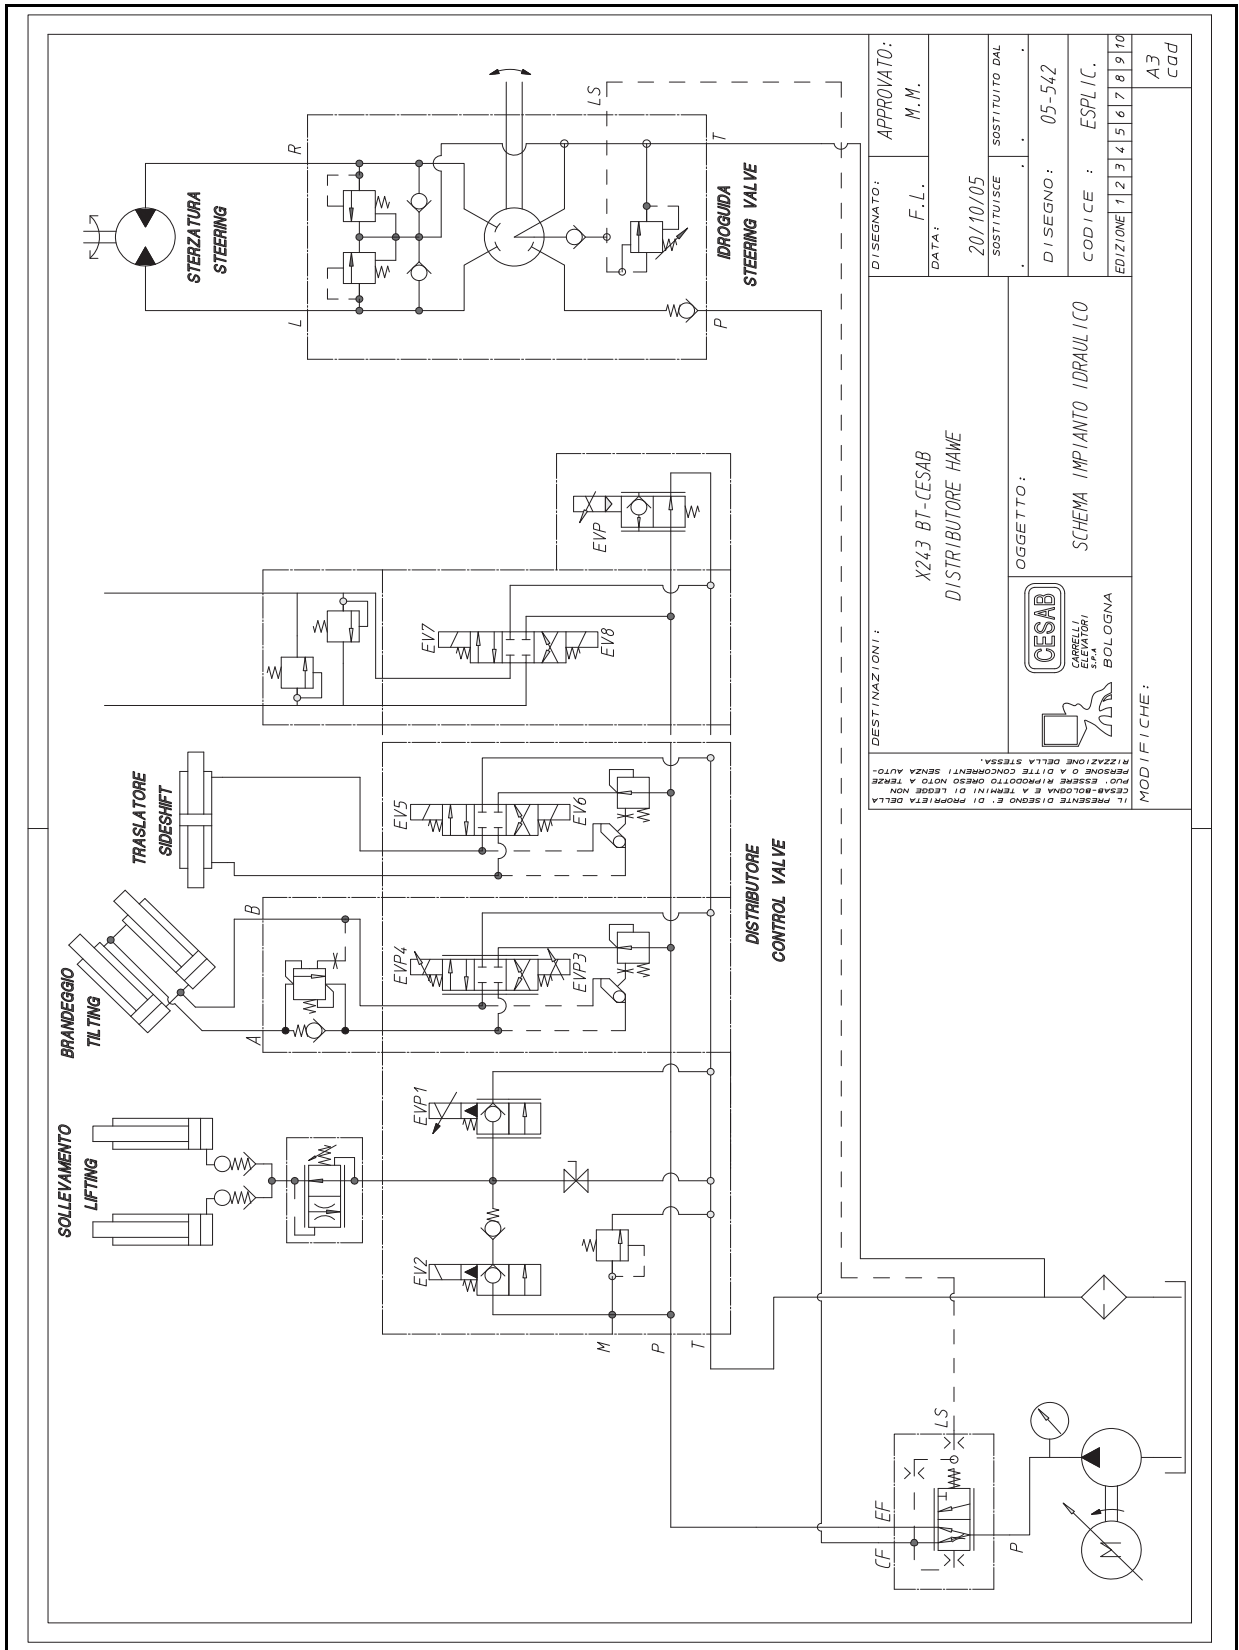 STERZATURA
STEERING
R
L
LS
T
P
IDROGUIDA
STEERING VALVE
EVP
EV7
EV8
TRASLATORE
SIDESHIFT
EV5
EV6
BRANDEGGIO
TILTING
B
A
EVP4
EVP3
DISTRIBUTORE
CONTROL VALVE
SOLLEVAMENTO
LIFTING
EVP1
EV2
M
P
T
CF
EF
LS
P
M
DISEGNATO:
F.L.
APPROVATO:
M.M.
DATA:
20/10/05
SOSTITUISCE
.
.
SOSTITUITO DAL
.
.
DISEGNO:
05-542
CODICE :
ESPLIC.
EDIZIONE 1 2 3 4 5 6 7 8 9 10
A3
cad
DESTINAZIONI:
X243 BT-CESAB
DISTRIBUTORE HAWE
OGGETTO:
SCHEMA IMPIANTO IDRAULICO
CESAB
CARRELLI
ELEVATORI
S.P.A
BOLOGNA
IL PRESENTE DISEGNO E' DI PROPRIETA DELLA
CESAB-BOLOGNA E A TERMINI DI LEGGE NON
PUO' ESSERE RIPRODOTTO ORESO NOTO A TERZE
PERSONE O A DITTE CONCORRENTI SENZA AUTO-
RIZZAZIONE DELLA STESSA.
MODIFICHE: